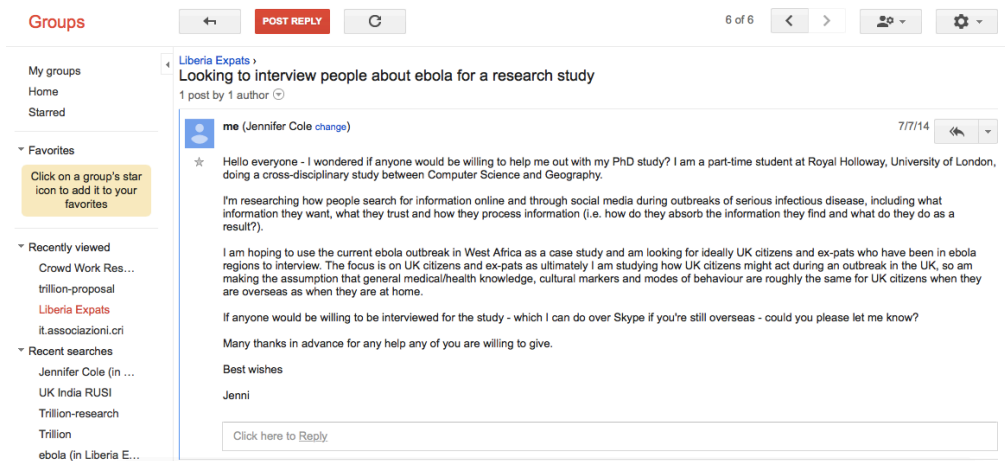 Groups
POST REPLY
6 of 6
My groups
Home
Starred
Favorites
Click on a group's star
icon to add it to your
favorites
Recently viewed
Crowd Work Res...
trillion-proposal
Liberia Expats
it.associazioni.cri
Recent searches
Jennifer Cole (in ...
UK India RUSI
Trillion-research
Trillion
ebola (in Liberia E...
Liberia Expats ›
Looking to interview people about ebola for a research study
1 post by 1 author
me (Jennifer Cole change)
7/7/14
Hello everyone - I wondered if anyone would be willing to help me out with my PhD study? I am a part-time student at Royal Holloway, University of London,
doing a cross-disciplinary study between Computer Science and Geography.
I'm researching how people search for information online and through social media during outbreaks of serious infectious disease, including what
information they want, what they trust and how they process information (i.e. how do they absorb the information they find and what do they do as a
result?).
I am hoping to use the current ebola outbreak in West Africa as a case study and am looking for ideally UK citizens and ex-pats who have been in ebola
regions to interview. The focus is on UK citizens and ex-pats as ultimately I am studying how UK citizens might act during an outbreak in the UK, so am
making the assumption that general medical/health knowledge, cultural markers and modes of behaviour are roughly the same for UK citizens when they
are overseas as when they are at home.
If anyone would be willing to be interviewed for the study - which I can do over Skype if you're still overseas - could you please let me know?
Many thanks in advance for any help any of you are willing to give.
Best wishes
Jenni
Click here to Reply